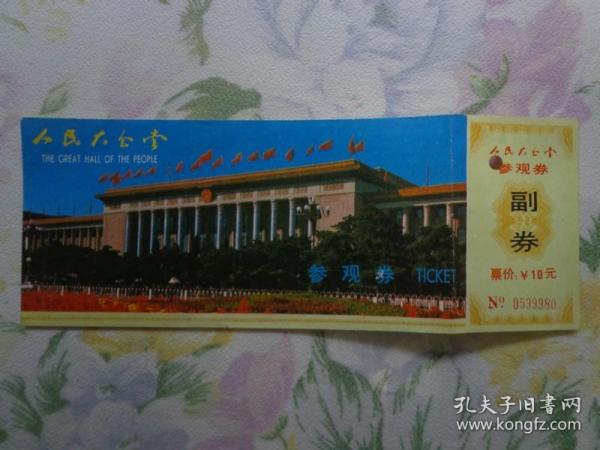 人民大会堂
THE GREAT HALL OF THE PEOPLE
参观券 TICKET
人民大会堂
参观券
副
券
票价:￥10元
No 0539980
孔夫子旧书网
www.kongfz.com